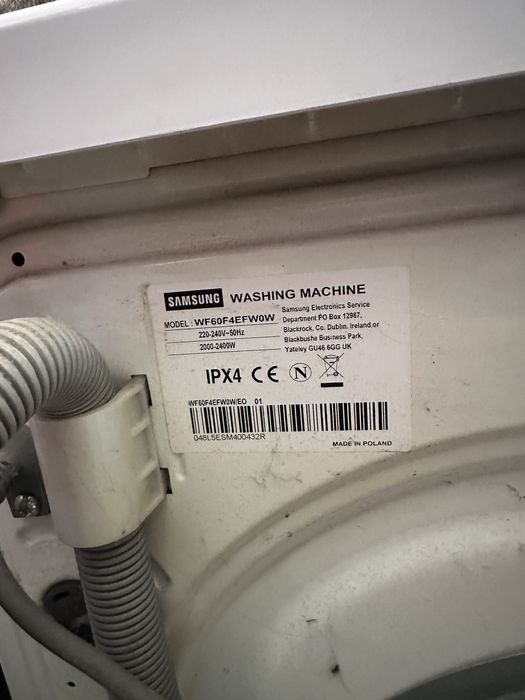 SAMSUNG WASHING MACHINE
MODEL : WF60F4EFW0W
220-240V~50Hz
2000-2400W
Samsung Electronics Service
Department PO Box 12987,
Blackrock, Co. Dublin. Ireland.or
Blackbushe Business Park,
Yateley GU46 6GG UK
IPX4 CE N
WF60F4EFW0W/EO 01
048L5ESM400432R
MADE IN POLAND